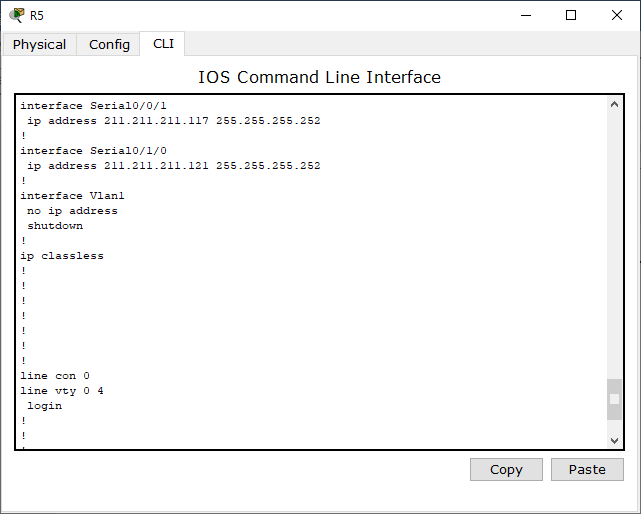 R5
Physical Config CLI
IOS Command Line Interface
interface Serial0/0/1
ip address 211.211.211.117 255.255.255.252
!
interface Serial0/1/0
ip address 211.211.211.121 255.255.255.252
!
interface Vlan1
no ip address
shutdown
!
ip classless
!
!
!
!
!
!
!
line con 0
line vty 0 4
login
!
!
!
Copy Paste